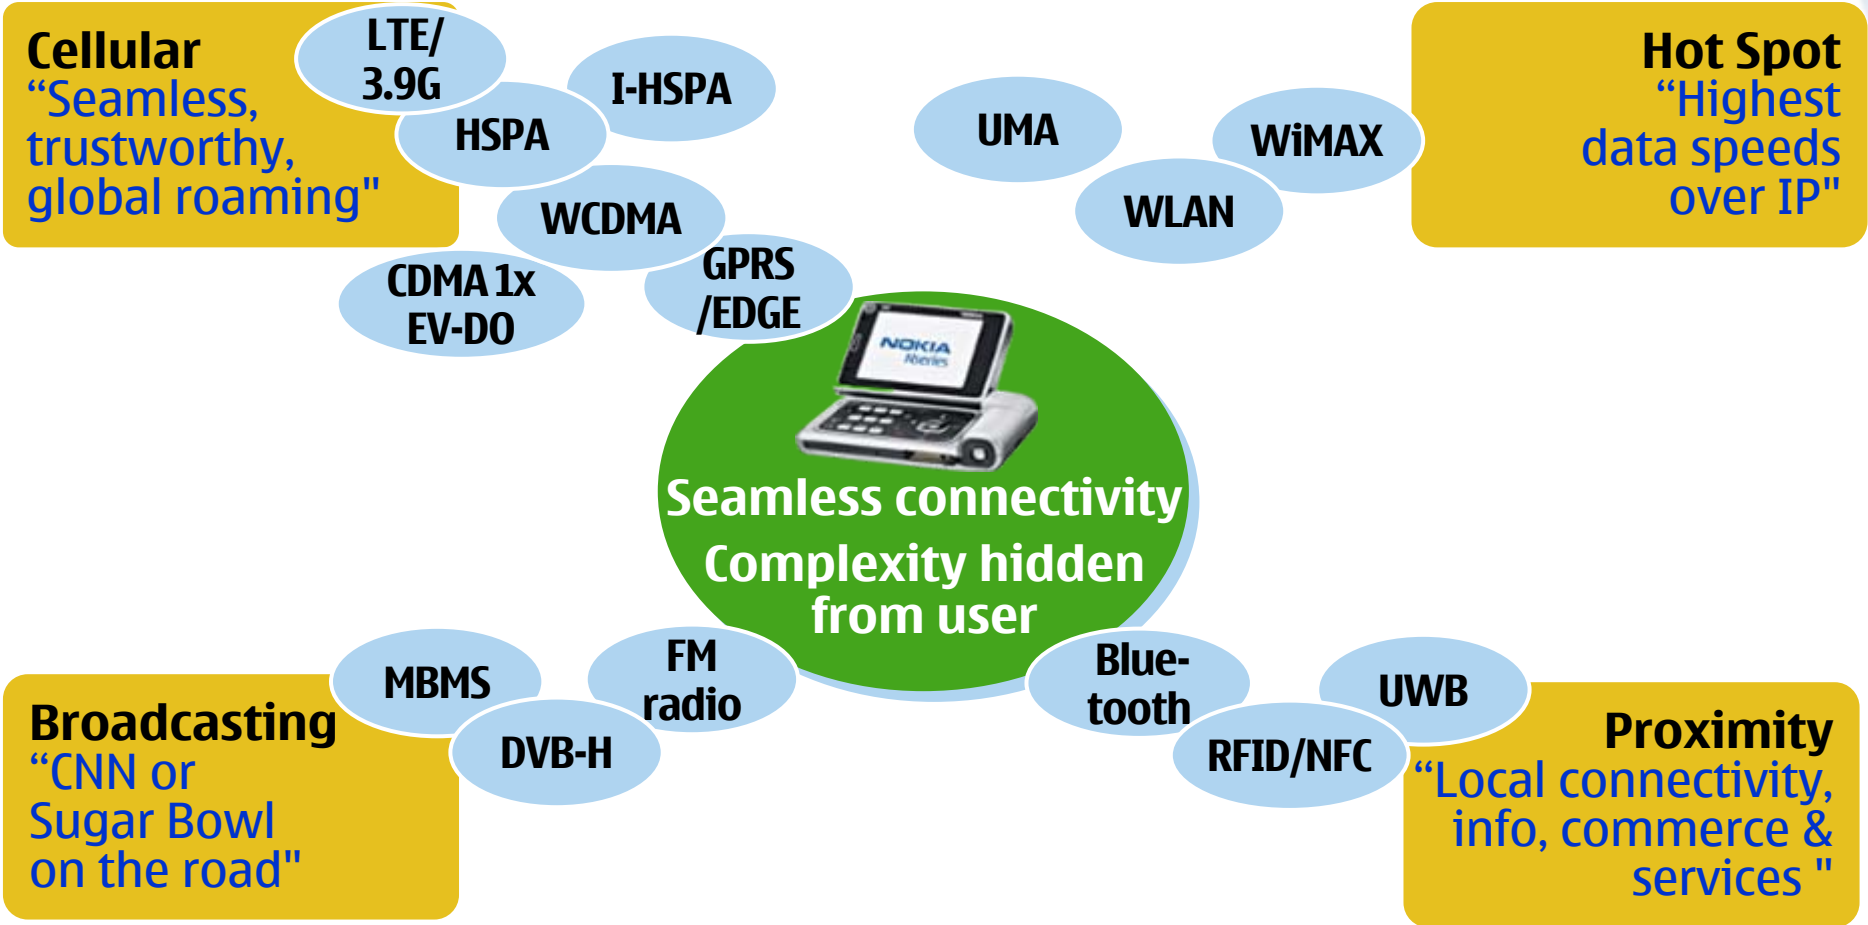 Cellular
“Seamless,
trustworthy,
global roaming"
LTE/
3.9G
I-HSPA
HSPA
WCDMA
CDMA 1x
EV-DO
GPRS
/EDGE
UMA
WiMAX
WLAN
Hot Spot
“Highest
data speeds
over IP"
NOKIA
Nseries
Seamless connectivity
Complexity hidden
from user
Broadcasting
“CNN or
Sugar Bowl
on the road"
MBMS
DVB-H
FM
radio
Blue-
tooth
RFID/NFC
UWB
Proximity
“Local connectivity,
info, commerce &
services "